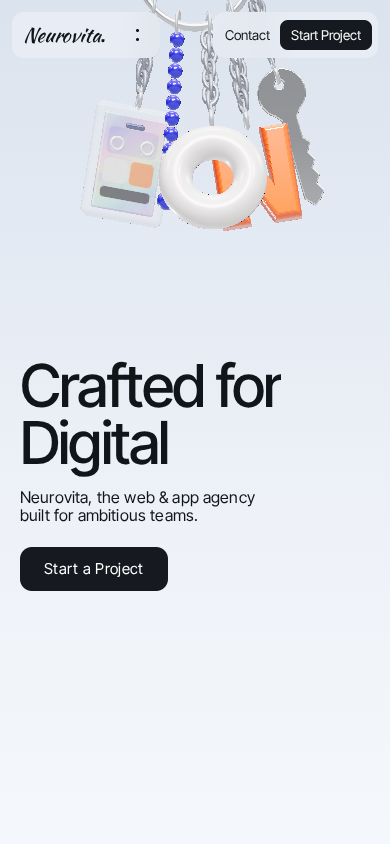 Neurovita.
Contact
Start Project
N
Crafted for
Digital
Neurovita, the web & app agency
built for ambitious teams.
Start a Project